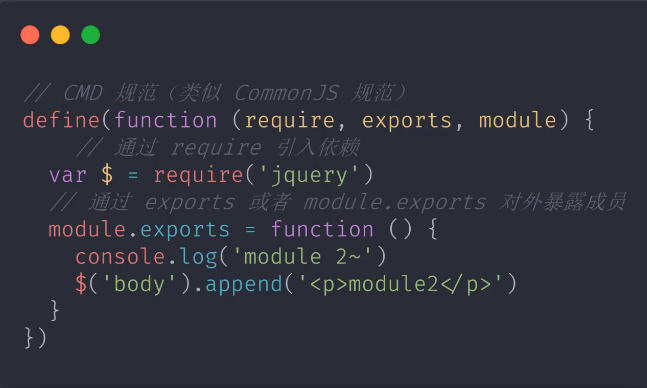 // CMD 规范（类似 CommonJS 规范）
define(function (require, exports, module) {
    // 通过 require 引入依赖
  var $ = require('jquery')
  // 通过 exports 或者 module.exports 对外暴露成员
  module.exports = function () {
    console.log('module 2~')
    $('body').append('<p>module2</p>')
  }
})